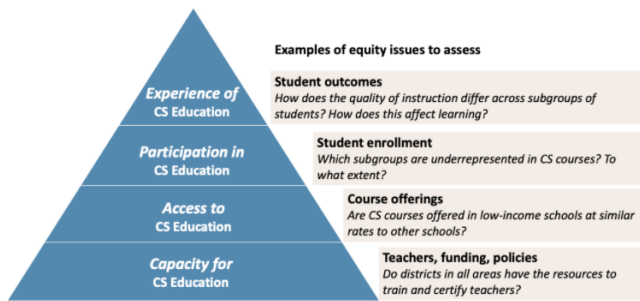 Examples of equity issues to assess
Experience of
CS Education
Student outcomes
How does the quality of instruction differ across subgroups of
students? How does this affect learning?
Participation in
CS Education
Student enrollment
Which subgroups are underrepresented in CS courses? To
what extent?
Access to
CS Education
Course offerings
Are CS courses offered in low-income schools at similar
rates to other schools?
Capacity for
CS Education
Teachers, funding, policies
Do districts in all areas have the resources to
train and certify teachers?